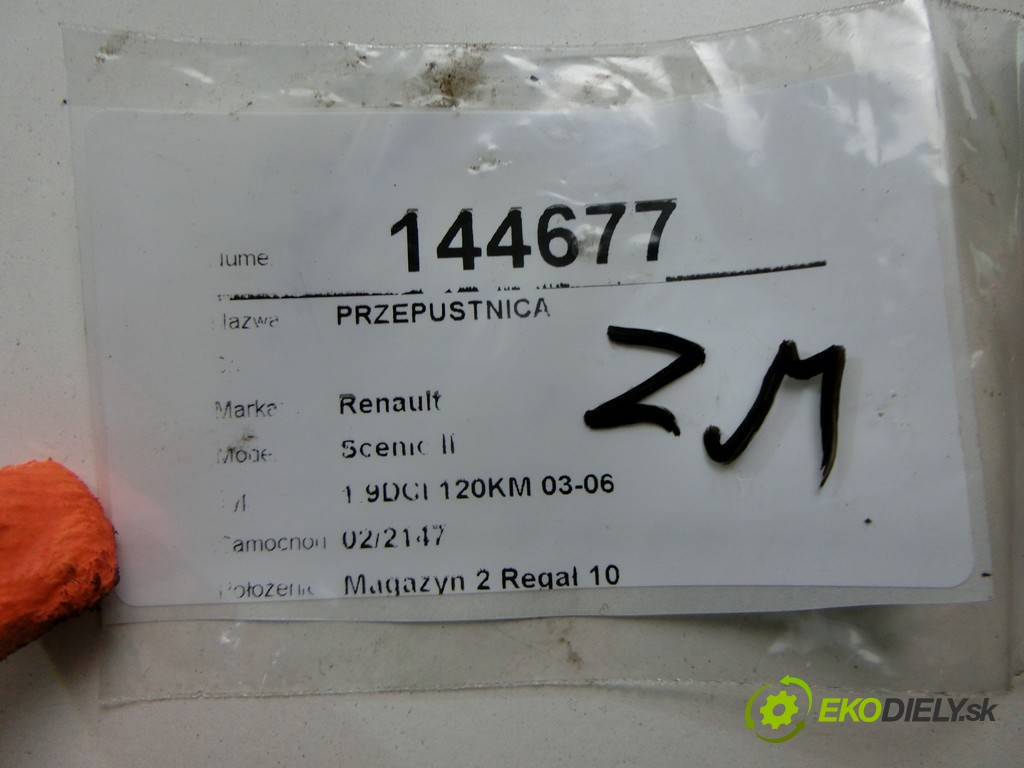 144677
PRZEPUSTNICA
Marka Renault
Scenic II
1.9DCI 120KM 03-06
02/2147
Magazyn 2 Regał 10
ZM
EKODIELY.sk